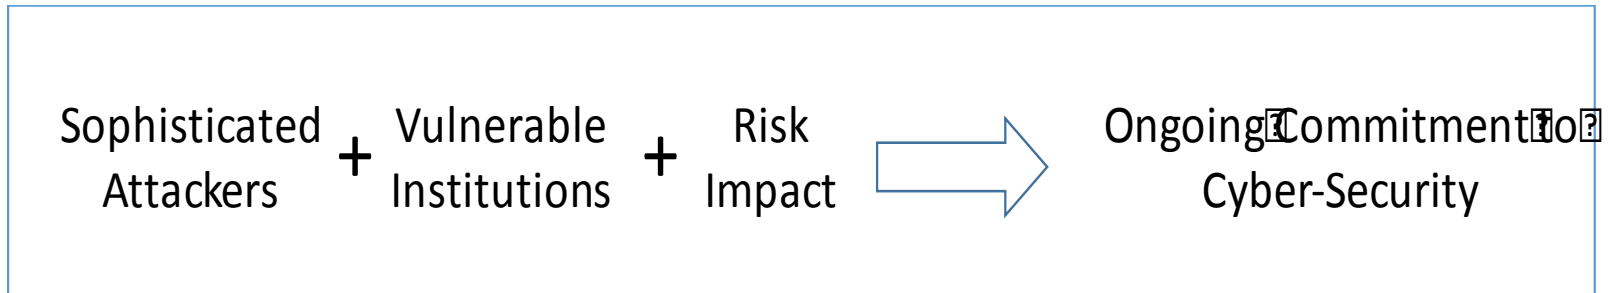 Sophisticated
Attackers
+
Vulnerable
Institutions
+
Risk
Impact
Ongoing Commitment to
Cyber-Security